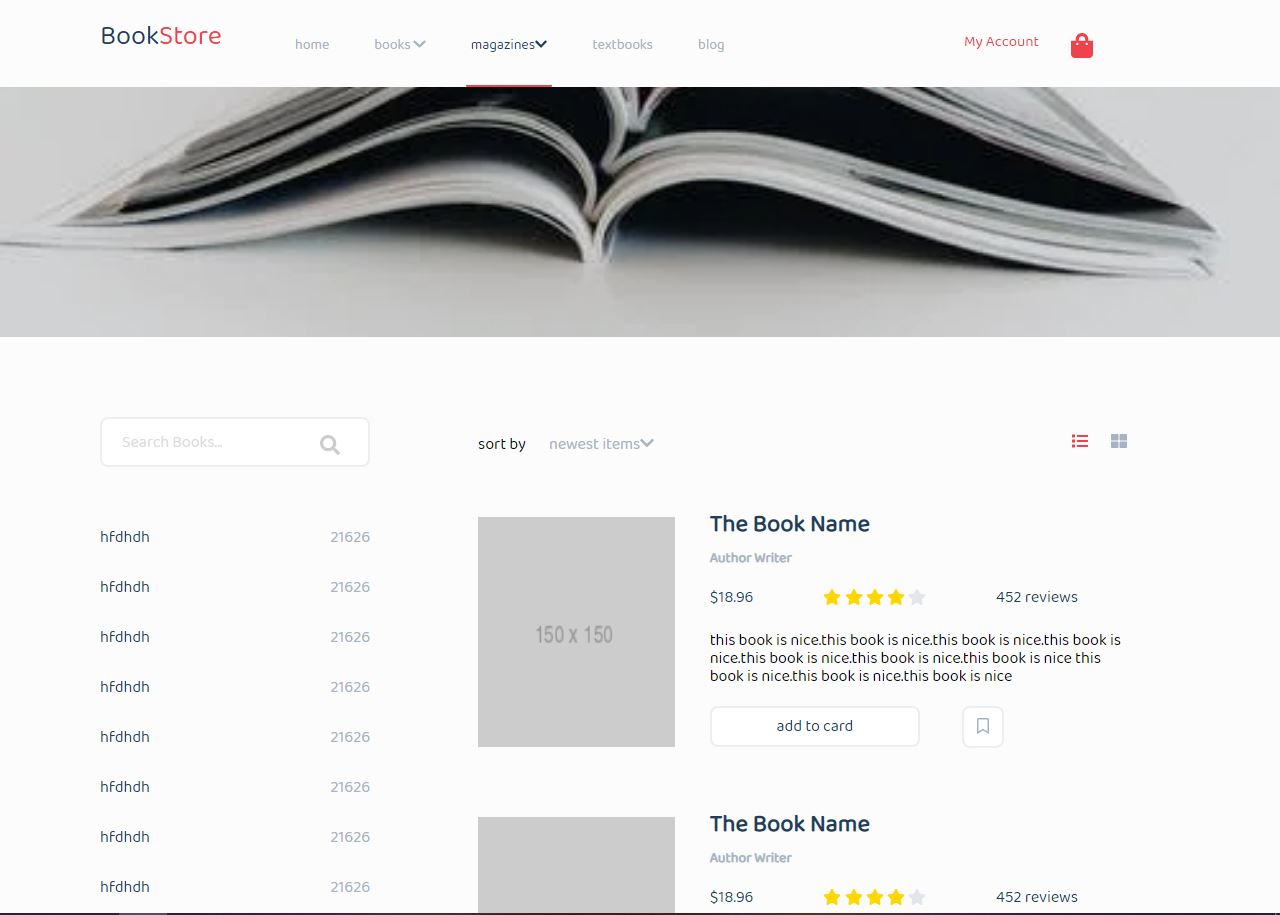 BookStore
home books magazines textbooks blog
My Account
Search Books...
sort by newest items
hfdhdh 21626
hfdhdh 21626
hfdhdh 21626
hfdhdh 21626
hfdhdh 21626
hfdhdh 21626
hfdhdh 21626
hfdhdh 21626
150 x 150
The Book Name
Author Writer
$18.96 452 reviews
this book is nice.this book is nice.this book is nice.this book is
nice.this book is nice.this book is nice.this book is nice this
book is nice.this book is nice.this book is nice
add to card
The Book Name
Author Writer
$18.96 452 reviews